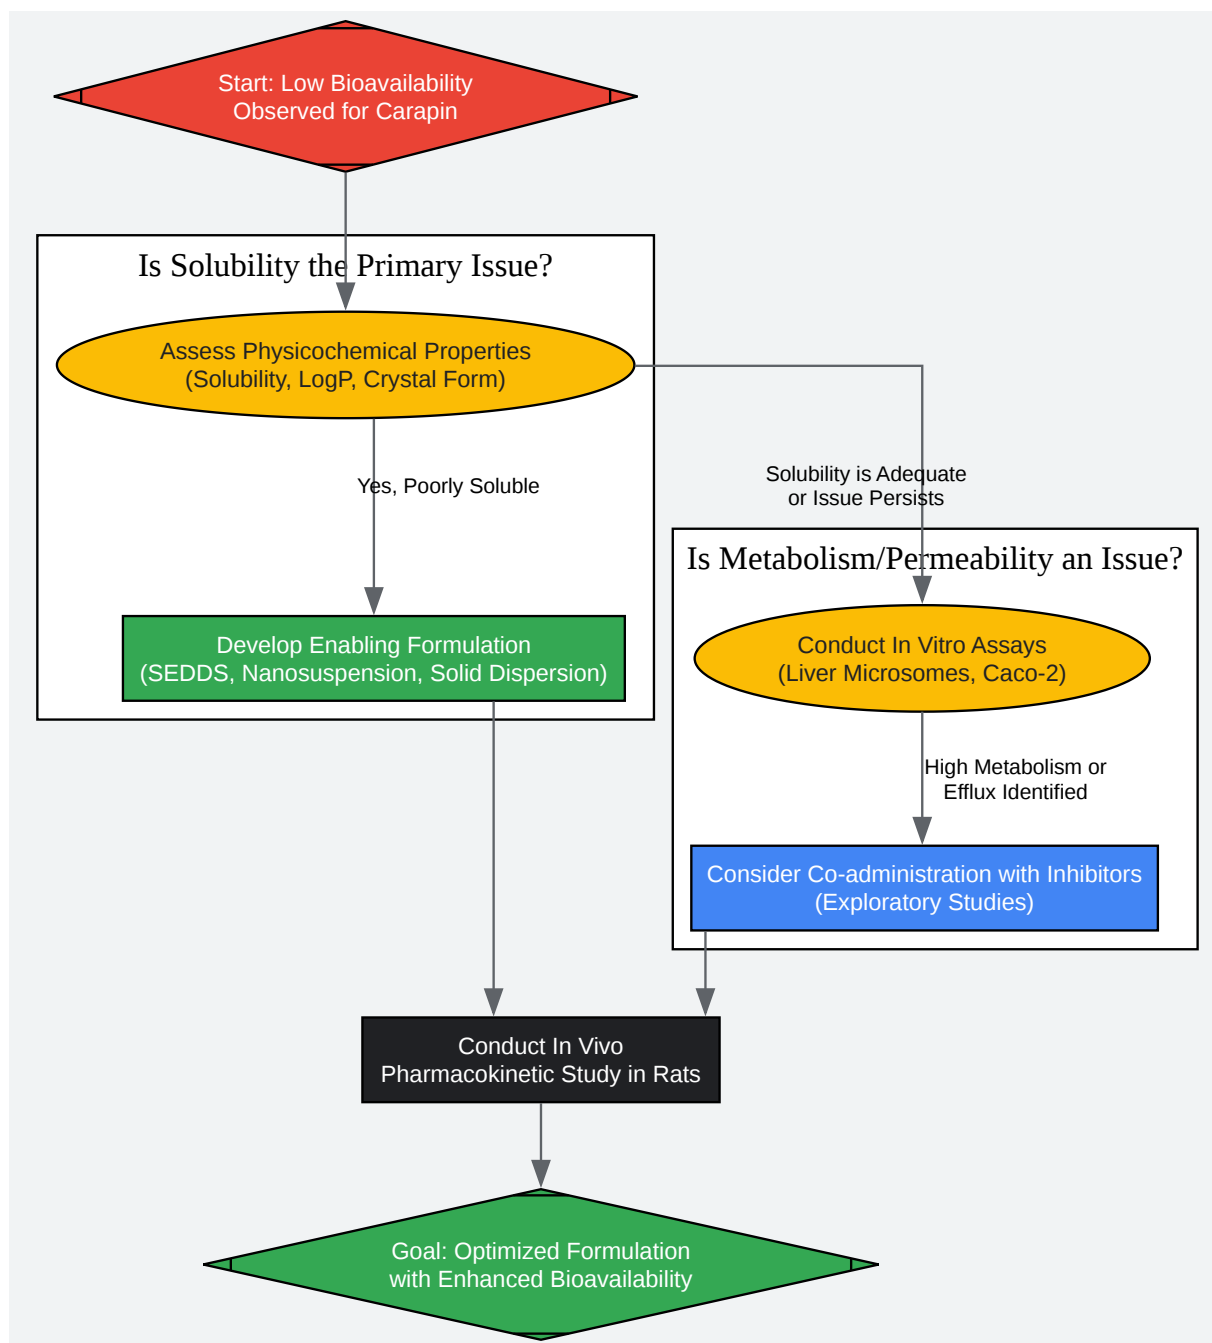 Start: Low Bioavailability
Observed for Carapin
Is Solubility the Primary Issue?
Assess Physicochemical Properties
(Solubility, LogP, Crystal Form)
Yes, Poorly Soluble
Solubility is Adequate
or Issue Persists
Develop Enabling Formulation
(SEDDS, Nanosuspension, Solid Dispersion)
Is Metabolism/Permeability an Issue?
Conduct In Vitro Assays
(Liver Microsomes, Caco-2)
High Metabolism or
Efflux Identified
Consider Co-administration with Inhibitors
(Exploratory Studies)
Conduct In Vivo
Pharmacokinetic Study in Rats
Goal: Optimized Formulation
with Enhanced Bioavailability